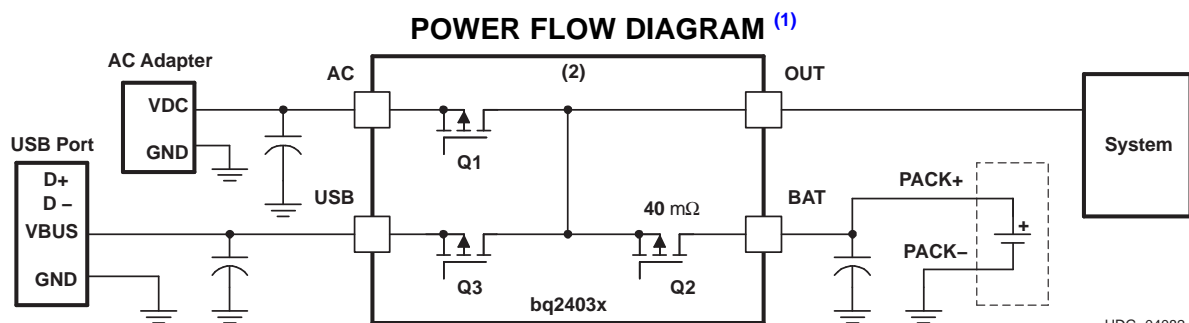 POWER FLOW DIAGRAM (1)
AC Adapter
AC
(2)
OUT
VDC
GND
Q1
System
USB Port
D+
D −
VBUS
GND
USB
40 mΩ
BAT
PACK+
+
PACK−
Q3
Q2
bq2403x